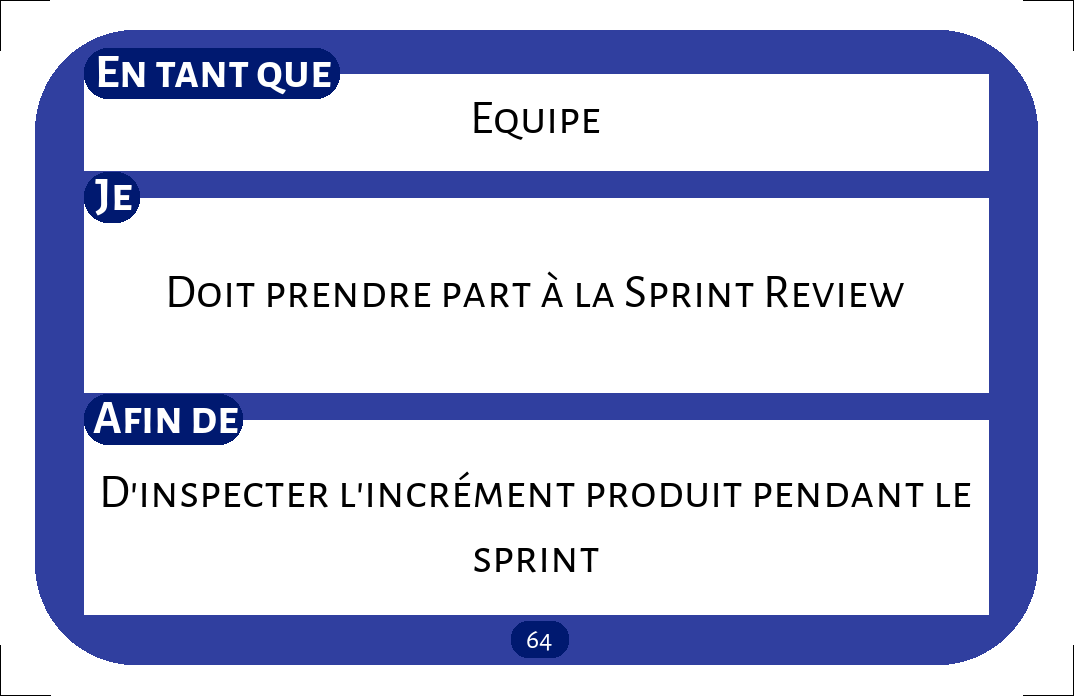 En tant que
Equipe
Je
Doit prendre part à la Sprint Review
Afin de
D'inspecter l'incrément produit pendant le
sprint
64